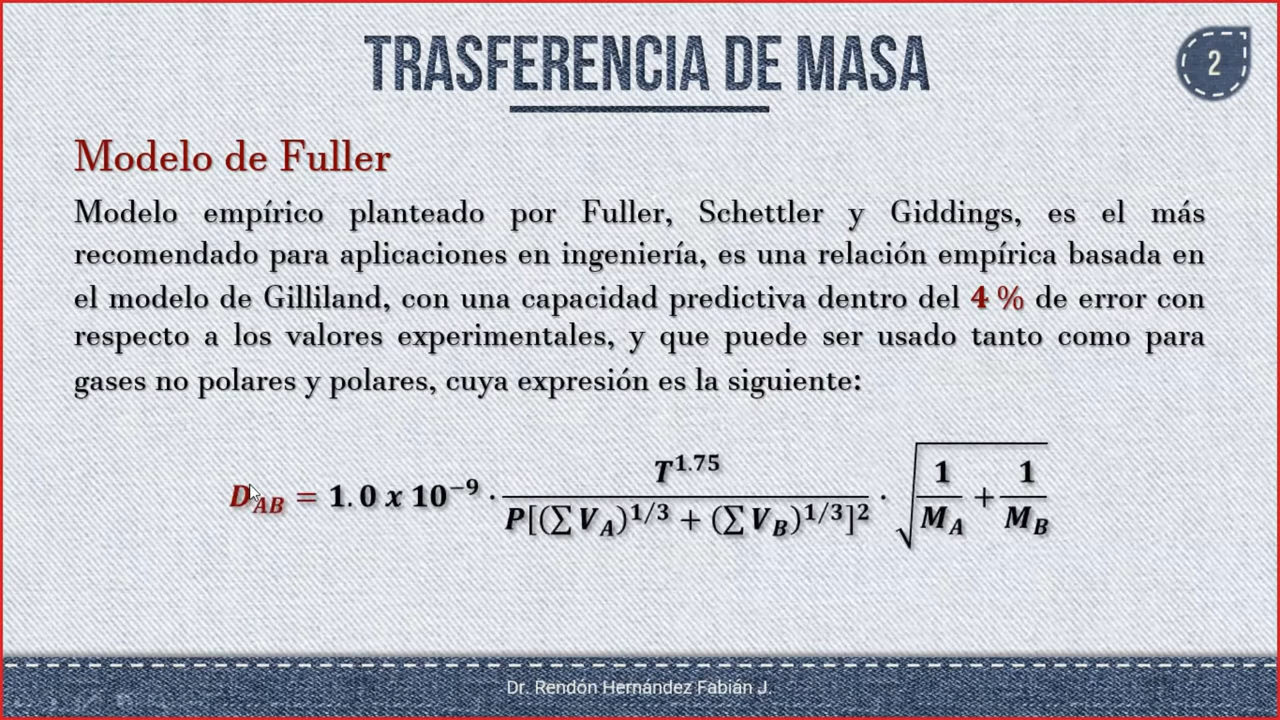 TRASFERENCIA DE MASA
2
Modelo de Fuller
Modelo empírico planteado por Fuller, Schettler y Giddings, es el más
recomendado para aplicaciones en ingeniería, es una relación empírica basada en
el modelo de Gilliland, con una capacidad predictiva dentro del 4 % de error con
respecto a los valores experimentales, y que puede ser usado tanto como para
gases no polares y polares, cuya expresión es la siguiente:
D_AB = 1.0 x 10^−9 · T^1.75 / P[(∑ V_A)^1/3 + (∑ V_B)^1/3]^2 · √(1/M_A + 1/M_B)
Dr. Rendón Hernández Fabián J.